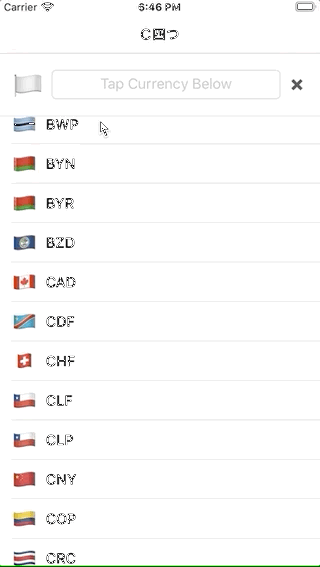 Carrier 6:46 PM
Tap Currency Below
BWP
BYN
BYR
BZD
CAD
CDF
CHF
CLF
CLP
CNY
COP
CRC